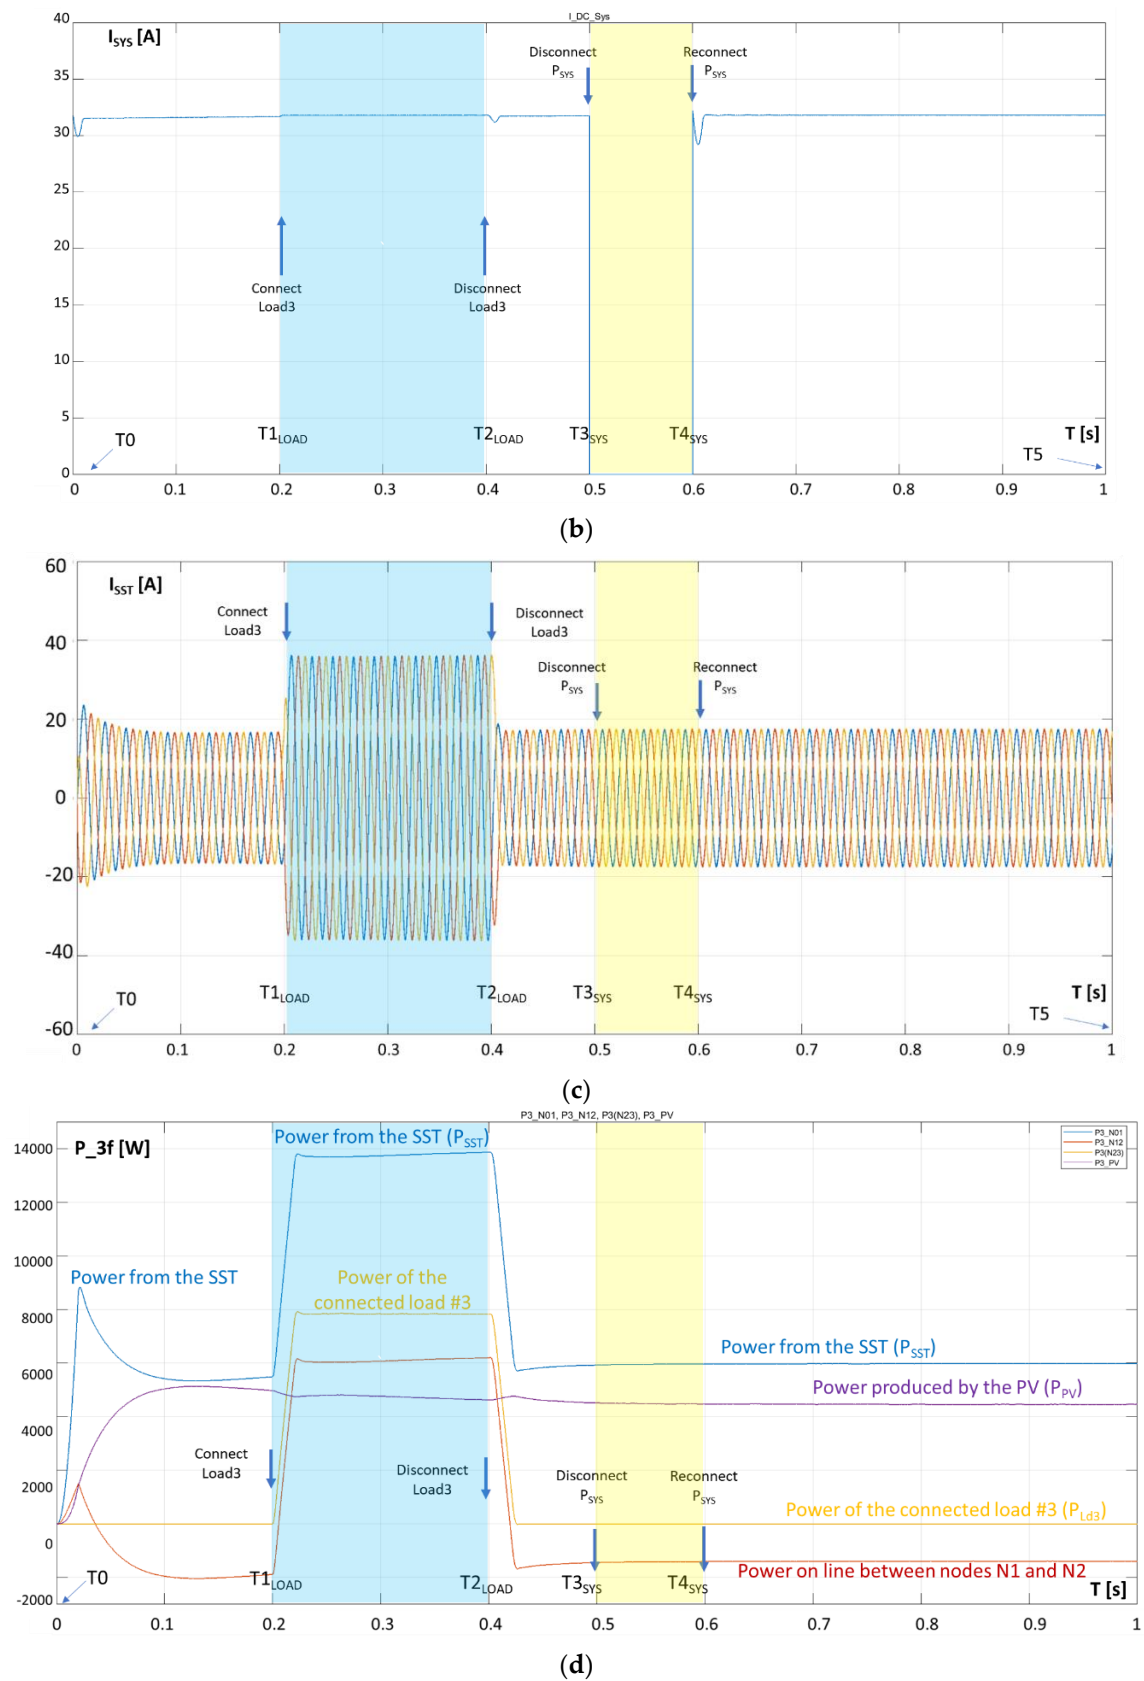 (b)
I_DC_Sys
40
I_SYS [A]
Disconnect
P_SYS
Reconnect
P_SYS
35
30
25
20
Connect
Load3
Disconnect
Load3
15
10
5
0
T0
T1_LOAD
T2_LOAD
T3_SYS
T4_SYS
T [s]
T5
0 0.1 0.2 0.3 0.4 0.5 0.6 0.7 0.8 0.9 1
(b)
60
I_SST [A]
Connect
Load3
Disconnect
Load3
40
Disconnect
P_SYS
Reconnect
P_SYS
20
0
-20
-40
T0
T1_LOAD
T2_LOAD
T3_SYS
T4_SYS
T [s]
T5
-60
0 0.1 0.2 0.3 0.4 0.5 0.6 0.7 0.8 0.9 1
(c)
P3_N01, P3_N12, P3(N23), P3_PV
P_3f [W]
Power from the SST (P_SST)
P3_N01
P3_N12
P3(N23)
P3_PV
14000
12000
10000
Power from the SST
Power of the
connected load #3
8000
Power from the SST (P_SST)
6000
Power produced by the PV (P_PV)
4000
Connect
Load3
Disconnect
Load3
Disconnect
P_SYS
Reconnect
P_SYS
2000
Power of the connected load #3 (P_Ld3)
0
Power on line between nodes N1 and N2
T0
T1_LOAD
T2_LOAD
T3_SYS
T4_SYS
T [s]
-2000
0 0.1 0.2 0.3 0.4 0.5 0.6 0.7 0.8 0.9 1
(d)